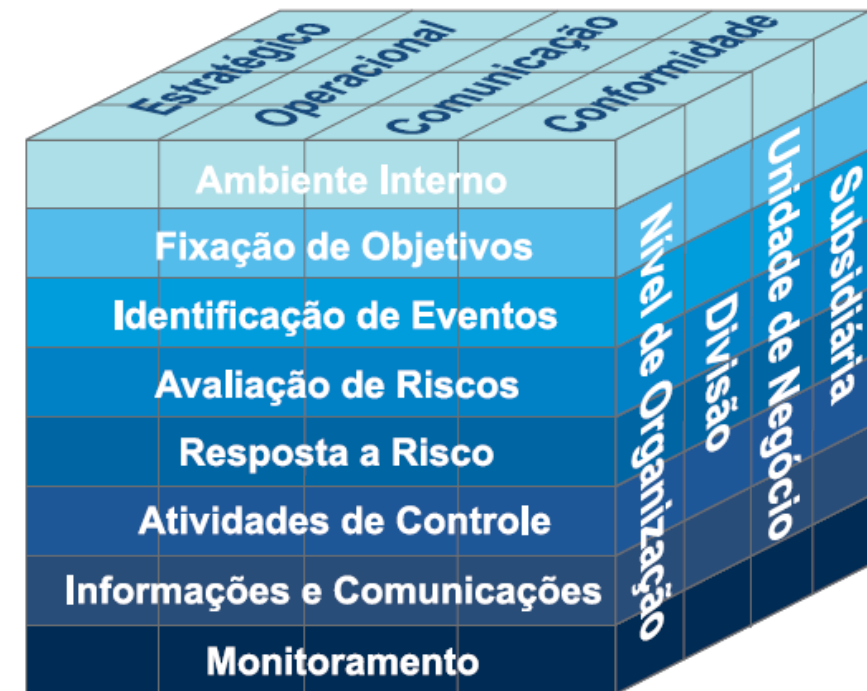 Estratégico
Operacional
Comunicação
Conformidade
Ambiente Interno
Fixação de Objetivos
Identificação de Eventos
Avaliação de Riscos
Resposta a Risco
Atividades de Controle
Informações e Comunicações
Monitoramento
Nível de Organização
Divisão
Unidade de Negócio
Subsidiária